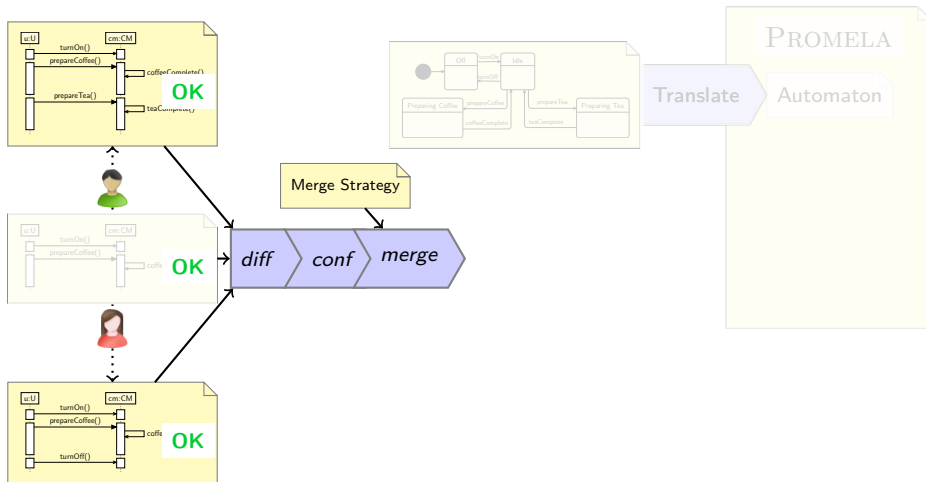 u:U
cm:CM
turnOn()
prepareCoffee()
coffeeComplete()
OK
prepareTea()
teaComplete()
Off
turnOn
Idle
turnOff
Preparing Coffee
prepareCoffee
prepareTea
Preparing Tea
coffeeComplete
teaComplete
Translate
PROMELA
Automaton
Merge Strategy
u:U
cm:CM
turnOn()
prepareCoffee()
coffe
OK
diff
conf
merge
u:U
cm:CM
turnOn()
prepareCoffee()
coffe
OK
turnOff()